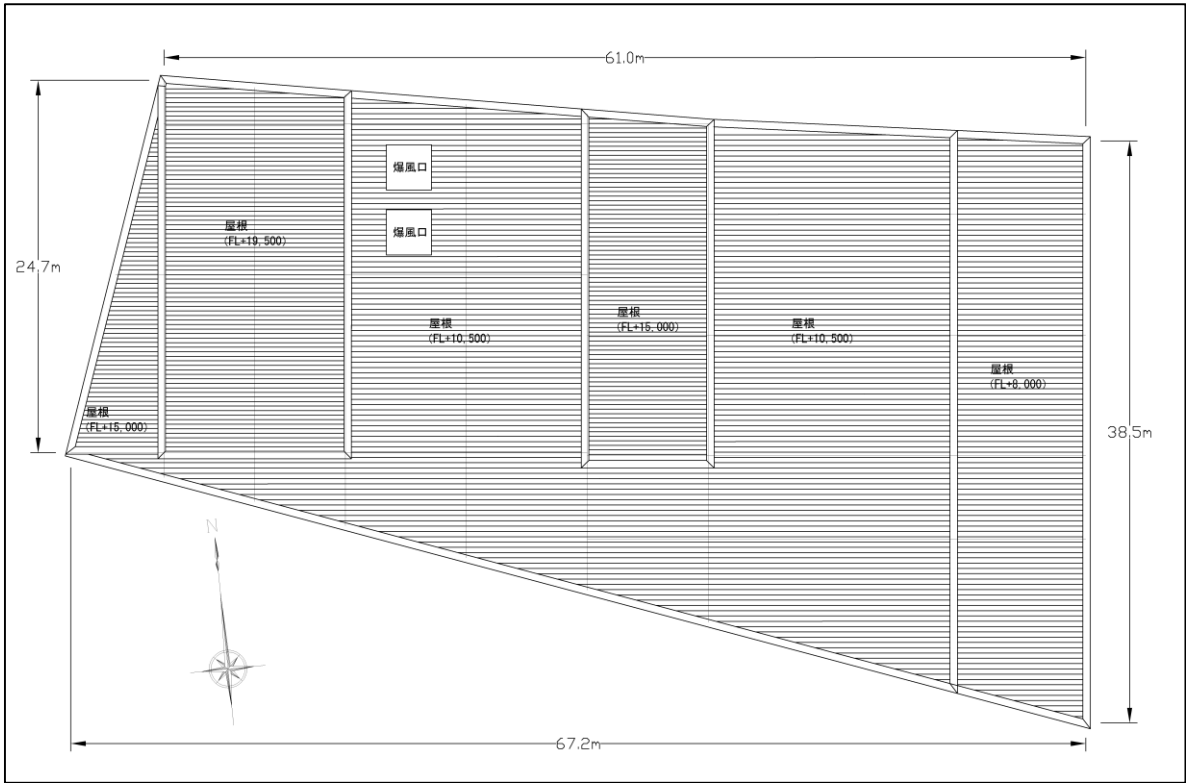 61.0m
24.7m
爆風口
爆風口
屋根
(FL+19,500)
屋根
(FL+15,000)
屋根
(FL+10,500)
屋根
(FL+10,500)
屋根
(FL+8,000)
屋根
(FL+15,000)
38.5m
N
67.2m